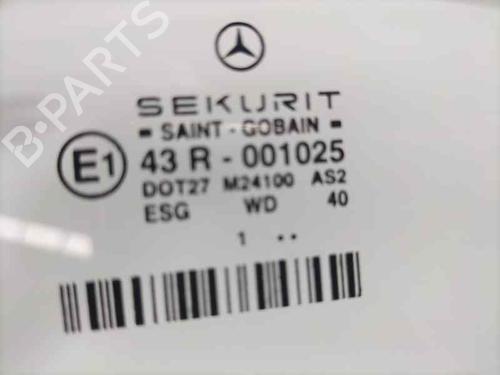 B-PARTS
SEKURIT
SAINT-GOBAIN
E1
43 R - 001025
DOT27 M24100 AS2
ESG WD 40
1 ..